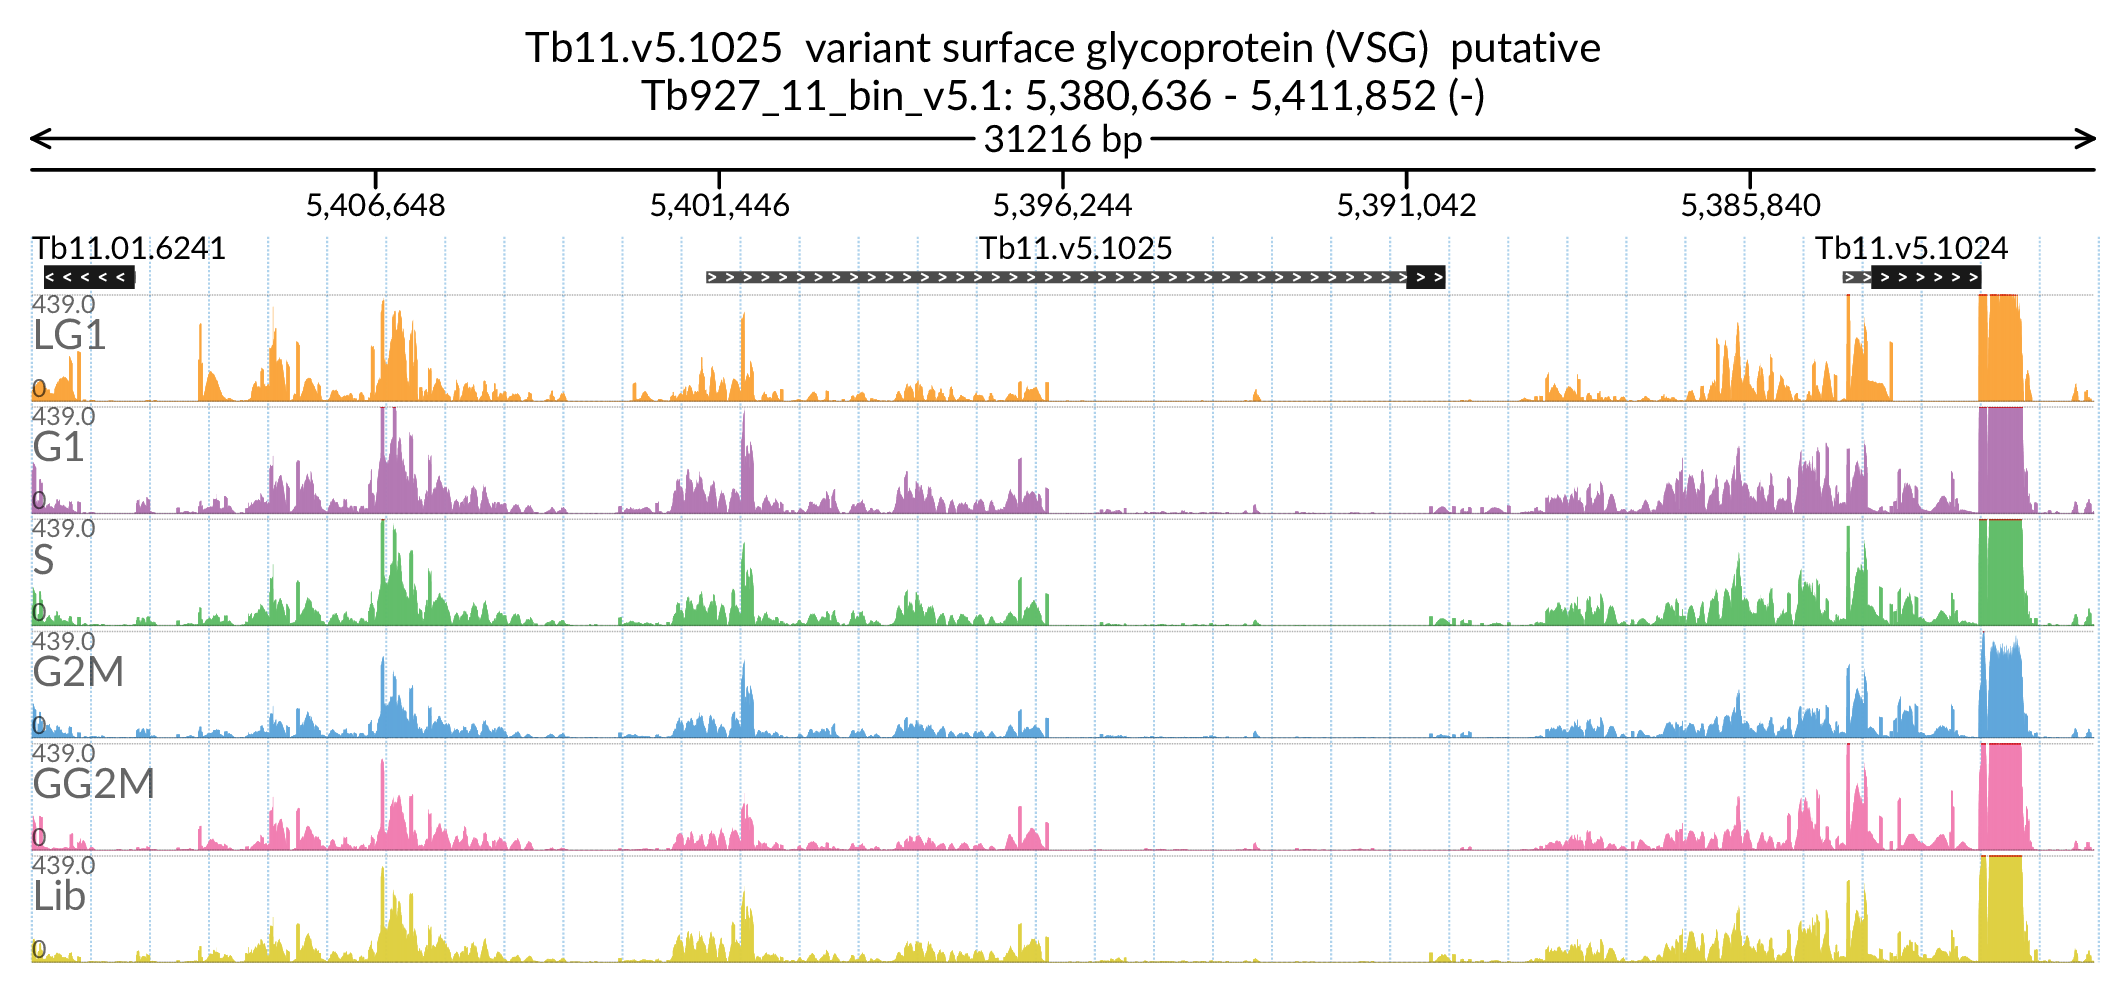 Tb11.v5.1025 variant surface glycoprotein (VSG) putative
Tb927_11_bin_v5.1: 5,380,636 - 5,411,852 (-)
31216 bp
5,406,648 5,401,446 5,396,244 5,391,042 5,385,840
Tb11.01.6241 Tb11.v5.1025 Tb11.v5.1024
439.0
LG1
0
439.0
G1
0
439.0
S
0
439.0
G2M
0
439.0
GG2M
0
439.0
Lib
0